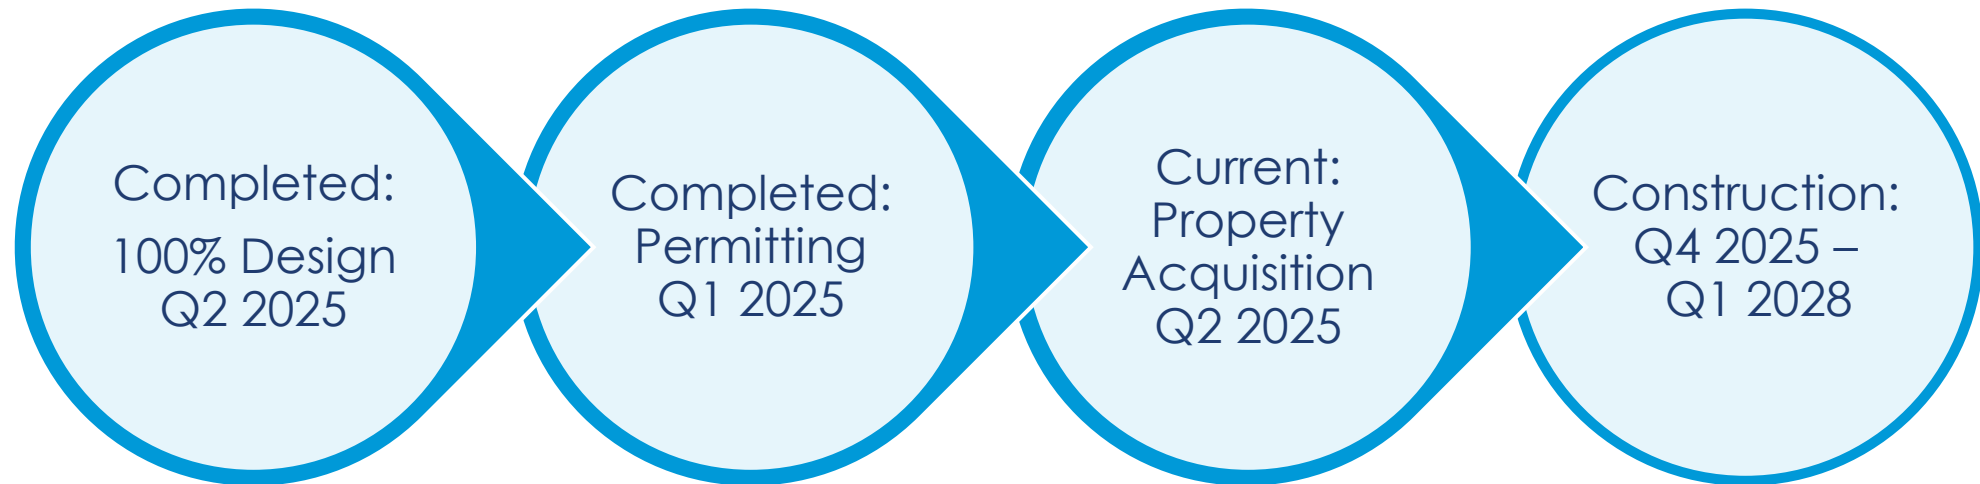 Completed:
100% Design
Q2 2025
Completed:
Permitting
Q1 2025
Current:
Property
Acquisition
Q2 2025
Construction:
Q4 2025 –
Q1 2028